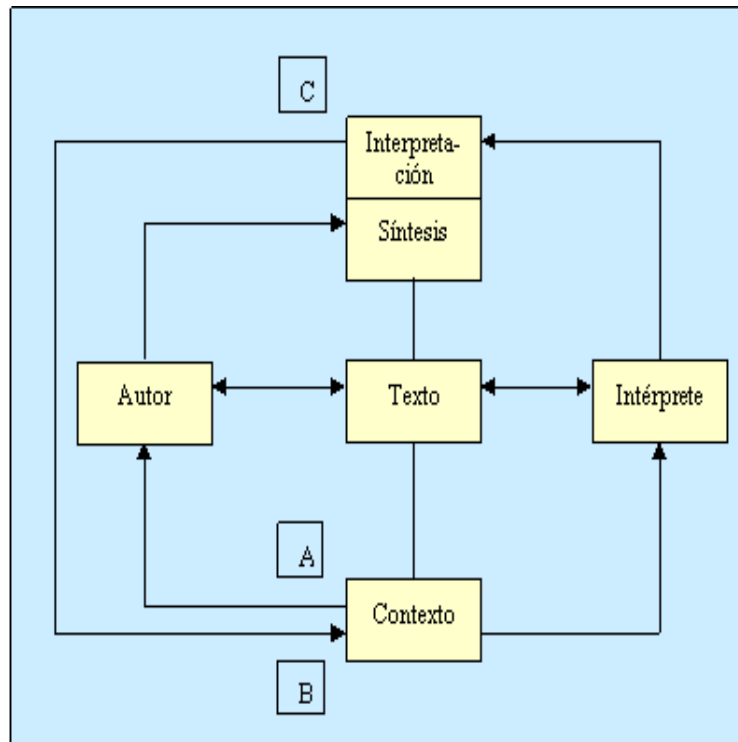 C
Interpreta-
ción
Síntesis
Autor
Texto
Intérprete
A
Contexto
B